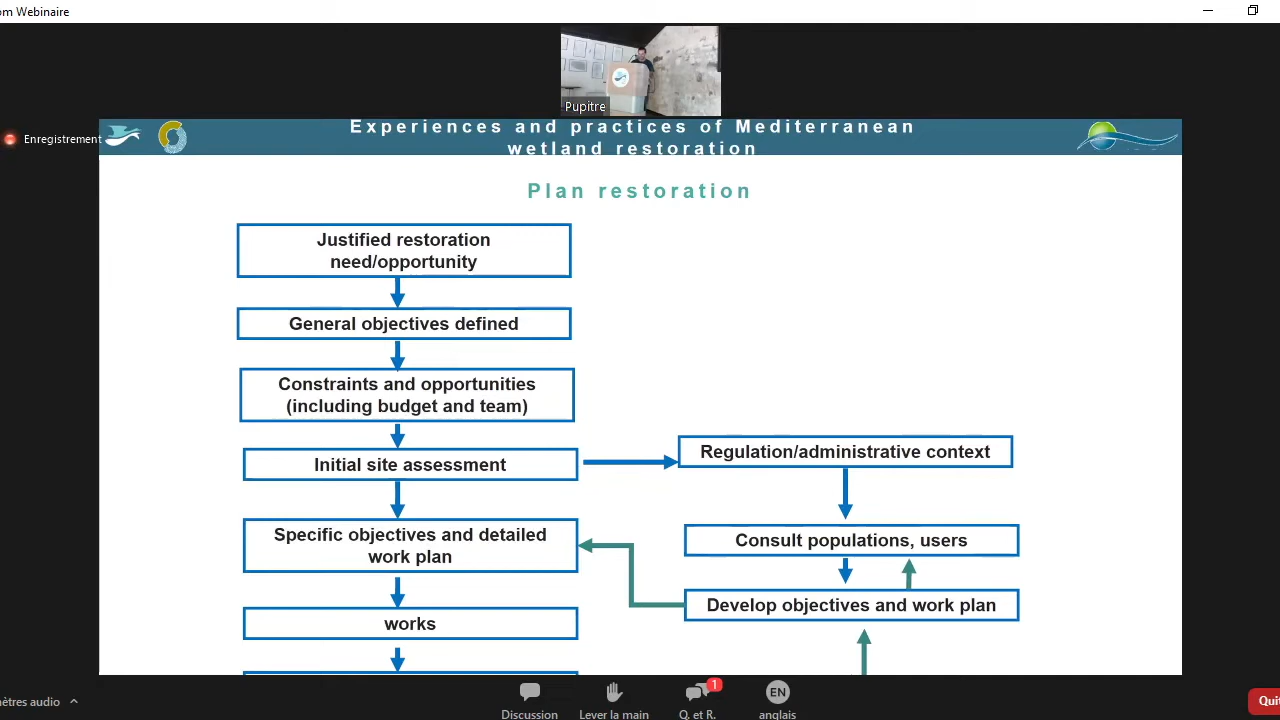 om Webinaire
Pupitre
Enregistrement
Experiences and practices of Mediterranean
wetland restoration
Plan restoration
Justified restoration
need/opportunity
General objectives defined
Constraints and opportunities
(including budget and team)
Initial site assessment
Regulation/administrative context
Specific objectives and detailed
work plan
Consult populations, users
Develop objectives and work plan
works
mètres audio
Discussion
Lever la main
1
Q. et R.
EN
anglais
Quit